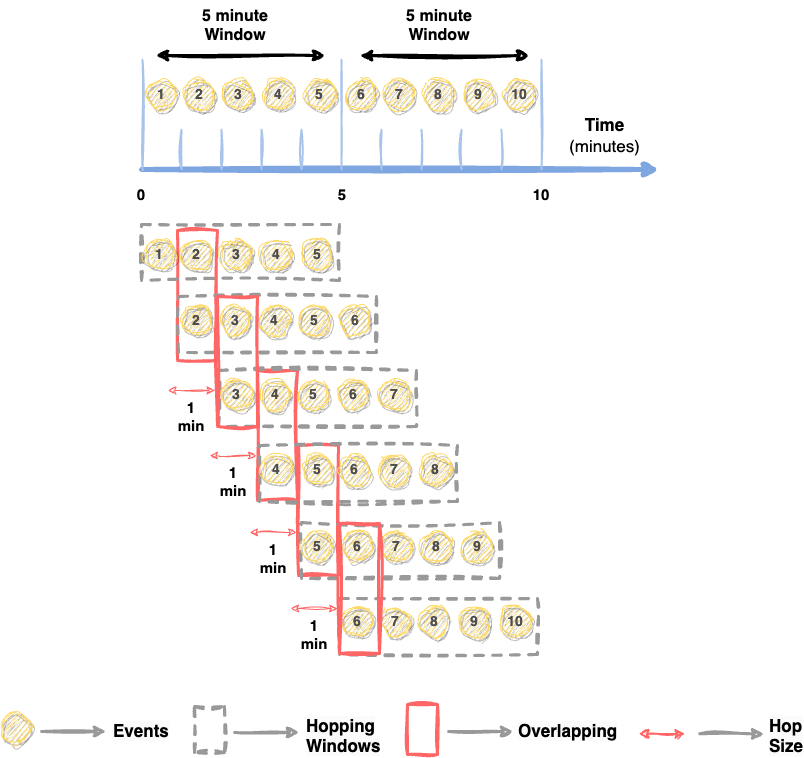 5 minute
Window
5 minute
Window
1 2 3 4 5 6 7 8 9 10
Time
(minutes)
0 5 10
1 2 3 4 5
2 3 4 5 6
3 4 5 6 7
1
min
4 5 6 7 8
1
min
5 6 7 8 9
1
min
6 7 8 9 10
1
min
Events
Hopping
Windows
Overlapping
Hop
Size